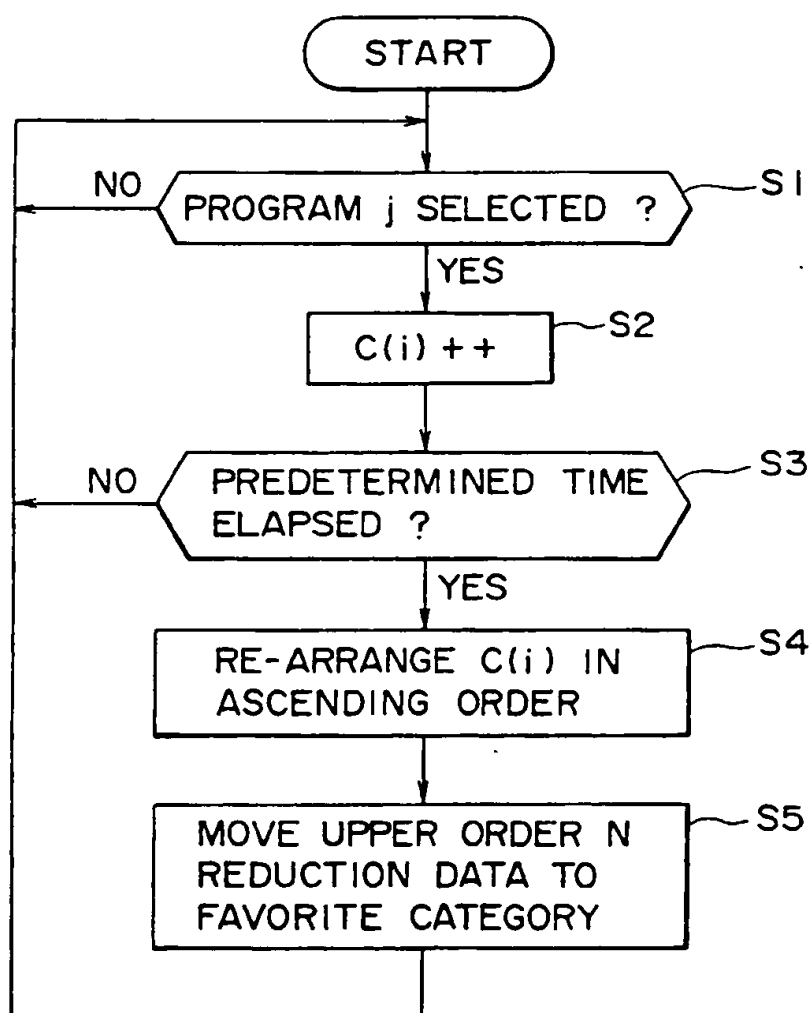 START
NO
PROGRAM j SELECTED ?
S1
YES
C(i) + +
S2
NO
PREDETERMINED TIME
ELAPSED ?
S3
YES
RE-ARRANGE C(i) IN
ASCENDING ORDER
S4
MOVE UPPER ORDER N
REDUCTION DATA TO
FAVORITE CATEGORY
S5